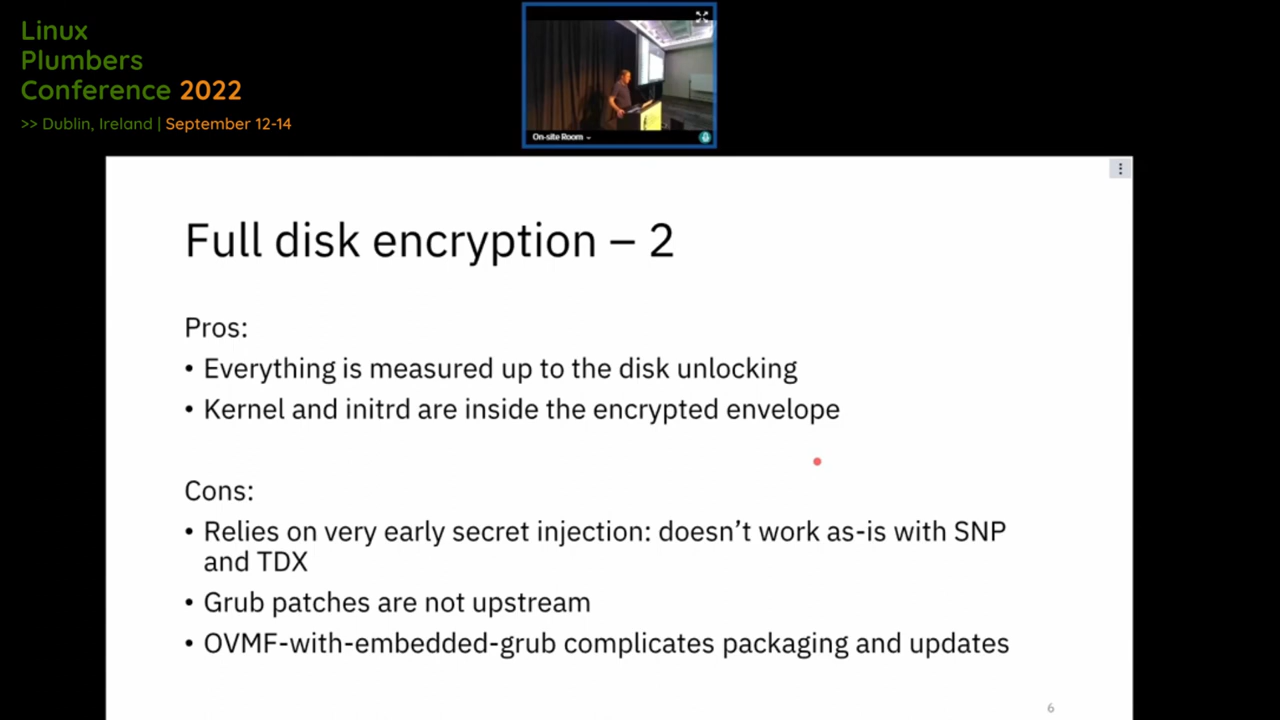 Linux
Plumbers
Conference 2022
>> Dublin, Ireland | September 12-14
On-site Room
Full disk encryption – 2
Pros:
• Everything is measured up to the disk unlocking
• Kernel and initrd are inside the encrypted envelope
Cons:
• Relies on very early secret injection: doesn’t work as-is with SNP
and TDX
• Grub patches are not upstream
• OVMF-with-embedded-grub complicates packaging and updates
6